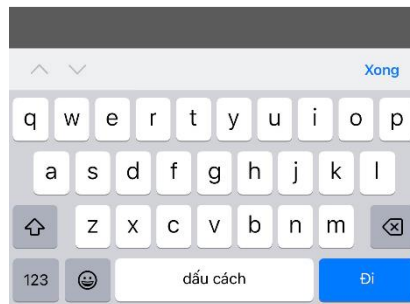 Xong
q w e r t y u i o p
a s d f g h j k l
z x c v b n m
123 dấu cách Đi